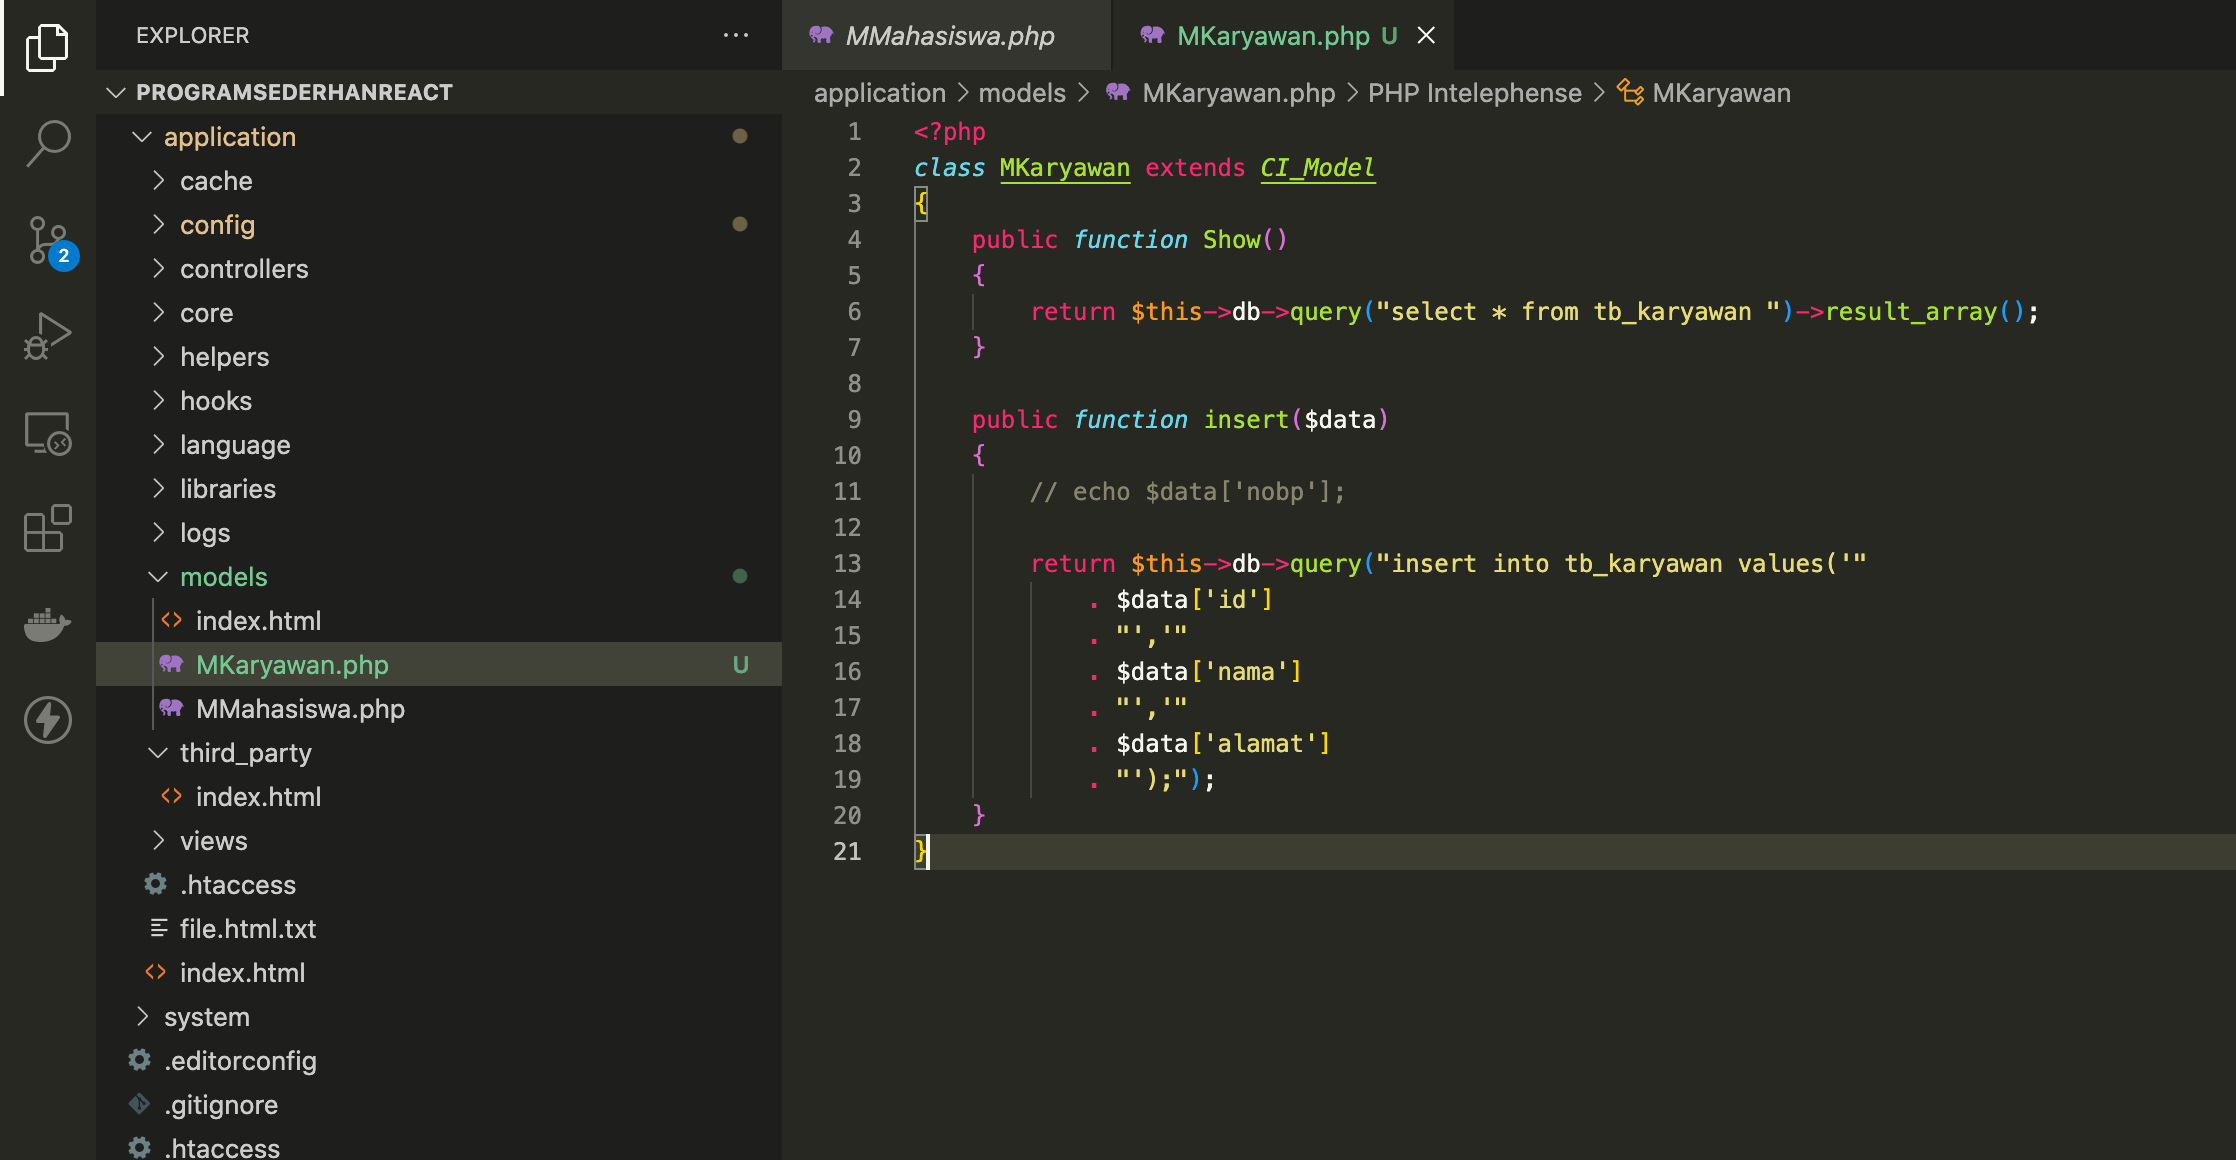 EXPLORER
PROGRAMSEDERHANREACT
application
cache
config
controllers
core
helpers
hooks
language
libraries
logs
models
index.html
MKaryawan.php U
MMahasiswa.php
third_party
index.html
views
.htaccess
file.html.txt
index.html
system
.editorconfig
.gitignore
.htaccess
2
MMahasiswa.php
MKaryawan.php U
application > models > MKaryawan.php > PHP Intelephense > MKaryawan
1 <?php
2 class MKaryawan extends CI_Model
3 {
4 public function Show()
5 {
6 return $this->db->query("select * from tb_karyawan ")->result_array();
7 }
8
9 public function insert($data)
10 {
11 // echo $data['nobp'];
12
13 return $this->db->query("insert into tb_karyawan values('"
14 . $data['id']
15 . "','"
16 . $data['nama']
17 . "','"
18 . $data['alamat']
19 . "');");
20 }
21 }